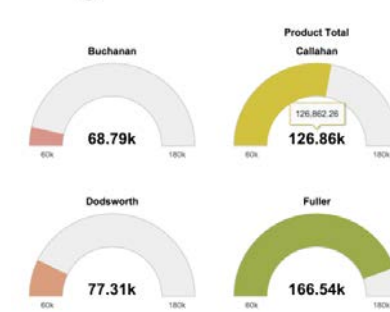 Product Total
Buchanan
Callahan
126,862.26
68.79k
126.86k
60k
180k
60k
180k
Dodsworth
Fuller
77.31k
166.54k
60k
180k
60k
180k